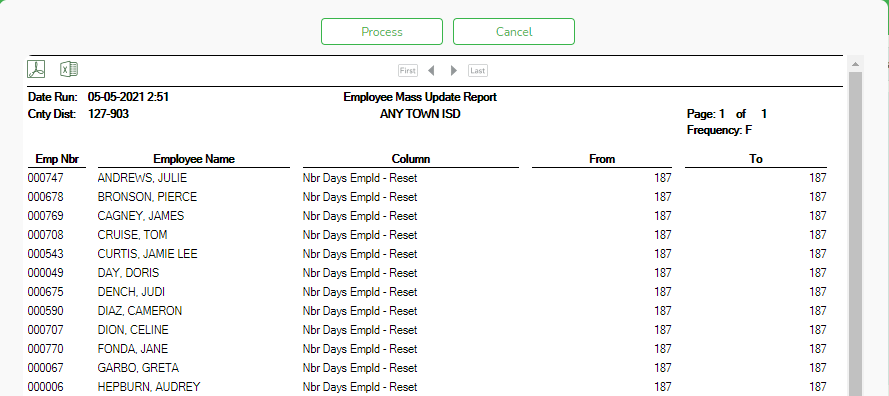 Process Cancel
First Last
Date Run: 05-05-2021 2:51 Employee Mass Update Report
Cnty Dist: 127-903 ANY TOWN ISD Page: 1 of 1
Frequency: F
Emp Nbr Employee Name Column From To
000747 ANDREWS, JULIE Nbr Days Empld - Reset 187 187
000678 BRONSON, PIERCE Nbr Days Empld - Reset 187 187
000769 CAGNEY, JAMES Nbr Days Empld - Reset 187 187
000708 CRUISE, TOM Nbr Days Empld - Reset 187 187
000543 CURTIS, JAMIE LEE Nbr Days Empld - Reset 187 187
000049 DAY, DORIS Nbr Days Empld - Reset 187 187
000675 DENCH, JUDI Nbr Days Empld - Reset 187 187
000590 DIAZ, CAMERON Nbr Days Empld - Reset 187 187
000707 DION, CELINE Nbr Days Empld - Reset 187 187
000770 FONDA, JANE Nbr Days Empld - Reset 187 187
000067 GARBO, GRETA Nbr Days Empld - Reset 187 187
000006 HEPBURN, AUDREY Nbr Days Empld - Reset 187 187